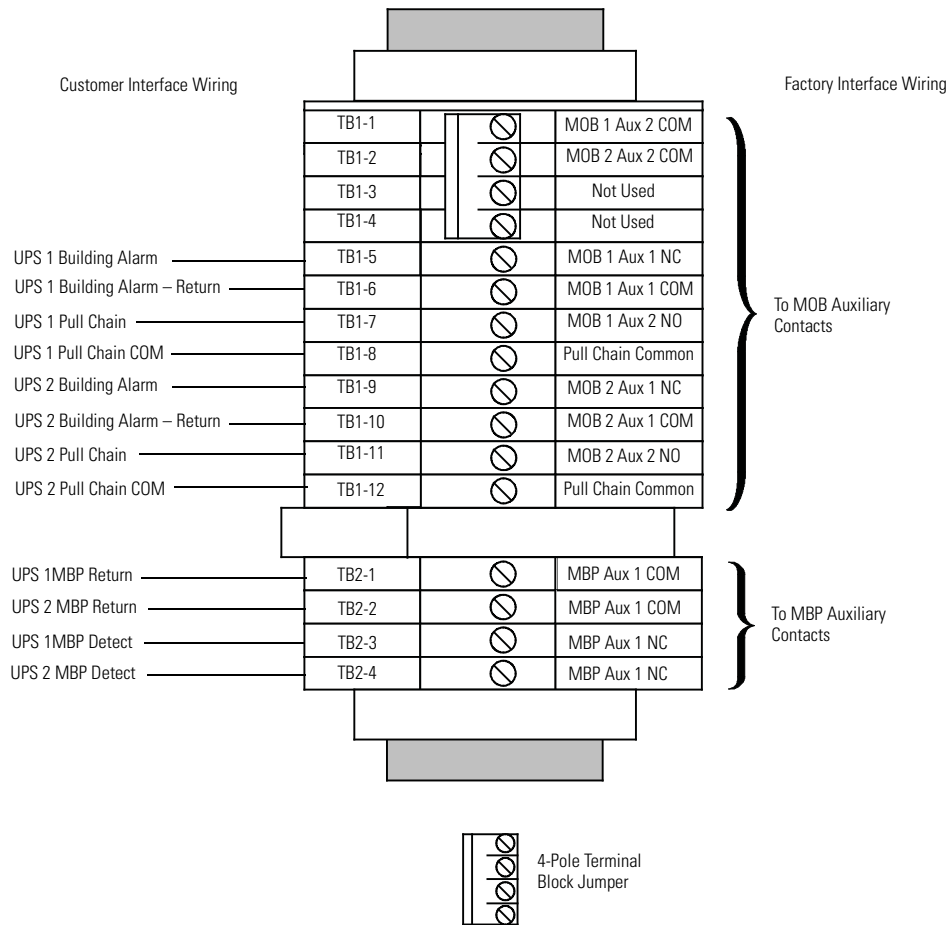 Customer Interface Wiring
Factory Interface Wiring
TB1-1 MOB 1 Aux 2 COM
TB1-2 MOB 2 Aux 2 COM
TB1-3 Not Used
TB1-4 Not Used
UPS 1 Building Alarm TB1-5 MOB 1 Aux 1 NC
UPS 1 Building Alarm – Return TB1-6 MOB 1 Aux 1 COM
UPS 1 Pull Chain TB1-7 MOB 1 Aux 2 NO
UPS 1 Pull Chain COM TB1-8 Pull Chain Common
UPS 2 Building Alarm TB1-9 MOB 2 Aux 1 NC
UPS 2 Building Alarm – Return TB1-10 MOB 2 Aux 1 COM
UPS 2 Pull Chain TB1-11 MOB 2 Aux 2 NO
UPS 2 Pull Chain COM TB1-12 Pull Chain Common
To MOB Auxiliary
Contacts
UPS 1MBP Return TB2-1 MBP Aux 1 COM
UPS 2 MBP Return TB2-2 MBP Aux 1 COM
UPS 1MBP Detect TB2-3 MBP Aux 1 NC
UPS 2 MBP Detect TB2-4 MBP Aux 1 NC
To MBP Auxiliary
Contacts
4-Pole Terminal
Block Jumper